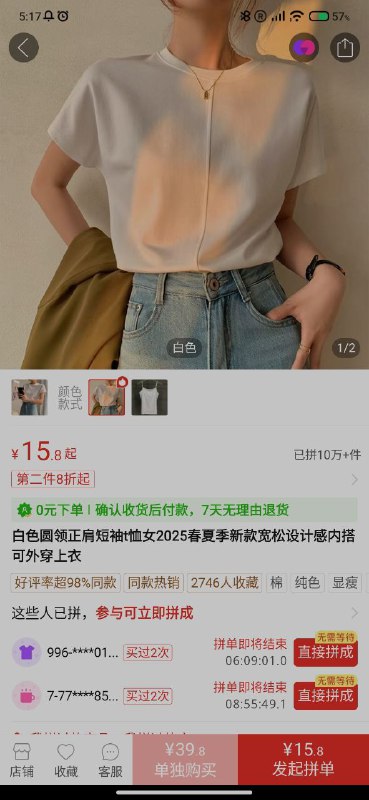 5:17
57%
白色
1/2
颜色
款式
¥15.8起
已拼10万+件
第二件8折起
0元下单 | 确认收货后付款，7天无理由退货
白色圆领正肩短袖t恤女2025春夏季新款宽松设计感内搭
可外穿上衣
好评率超98%同款 同款热销 2746人收藏 棉 纯色 显瘦
这些人已拼，参与可立即拼成
996-****01... 买过2次
拼单即将结束
06:09:01.0
无需等待
直接拼成
7-77****85... 买过2次
拼单即将结束
08:55:49.1
无需等待
直接拼成
店铺
收藏
客服
¥39.8
单独购买
¥15.8
发起拼单